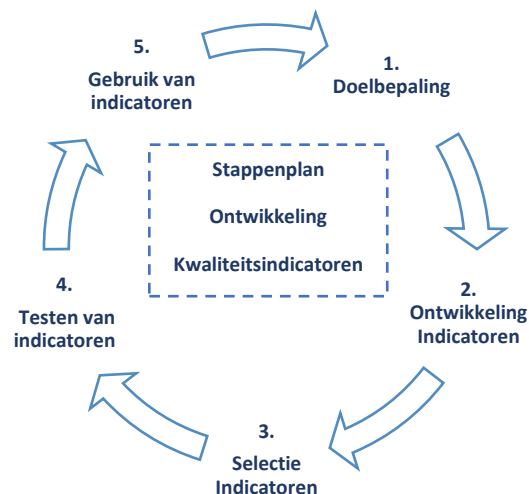 1.
Doelbepaling
2.
Ontwikkeling
Indicatoren
3.
Selectie
Indicatoren
4.
Testen van
indicatoren
5.
Gebruik van
indicatoren
Stappenplan
Ontwikkeling
Kwaliteitsindicatoren